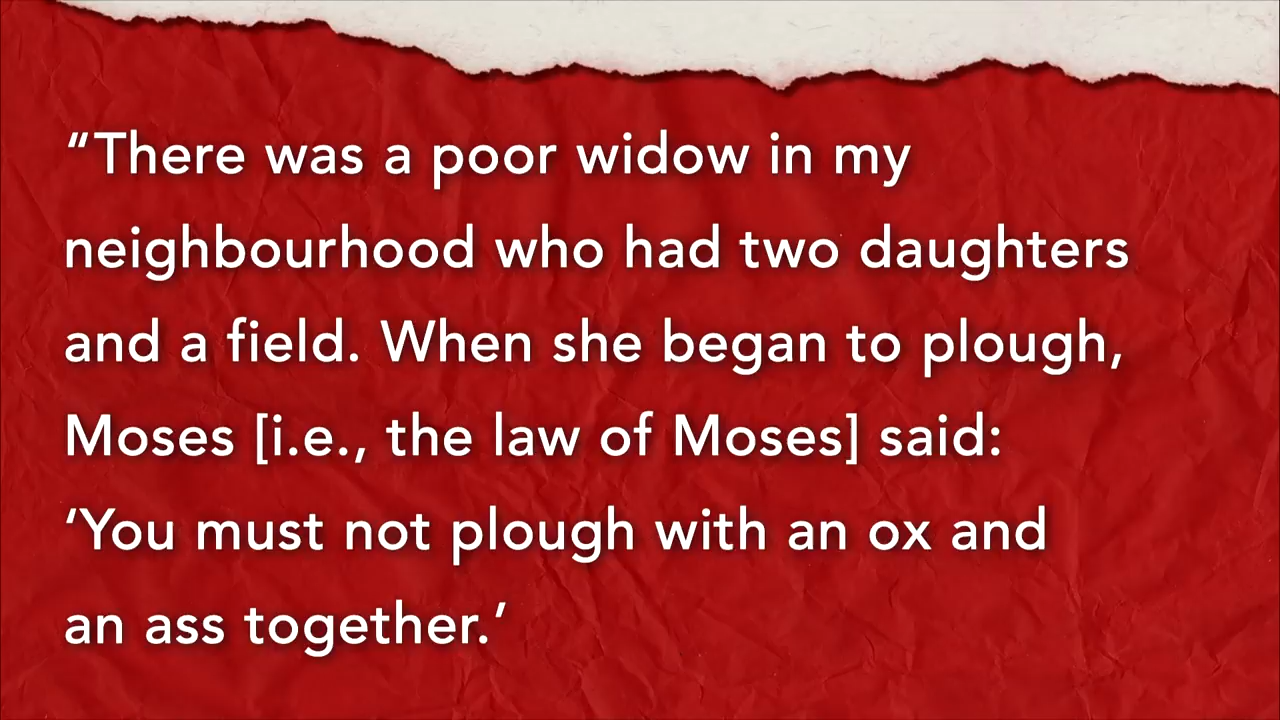 “There was a poor widow in my
neighbourhood who had two daughters
and a field. When she began to plough,
Moses [i.e., the law of Moses] said:
‘You must not plough with an ox and
an ass together.’